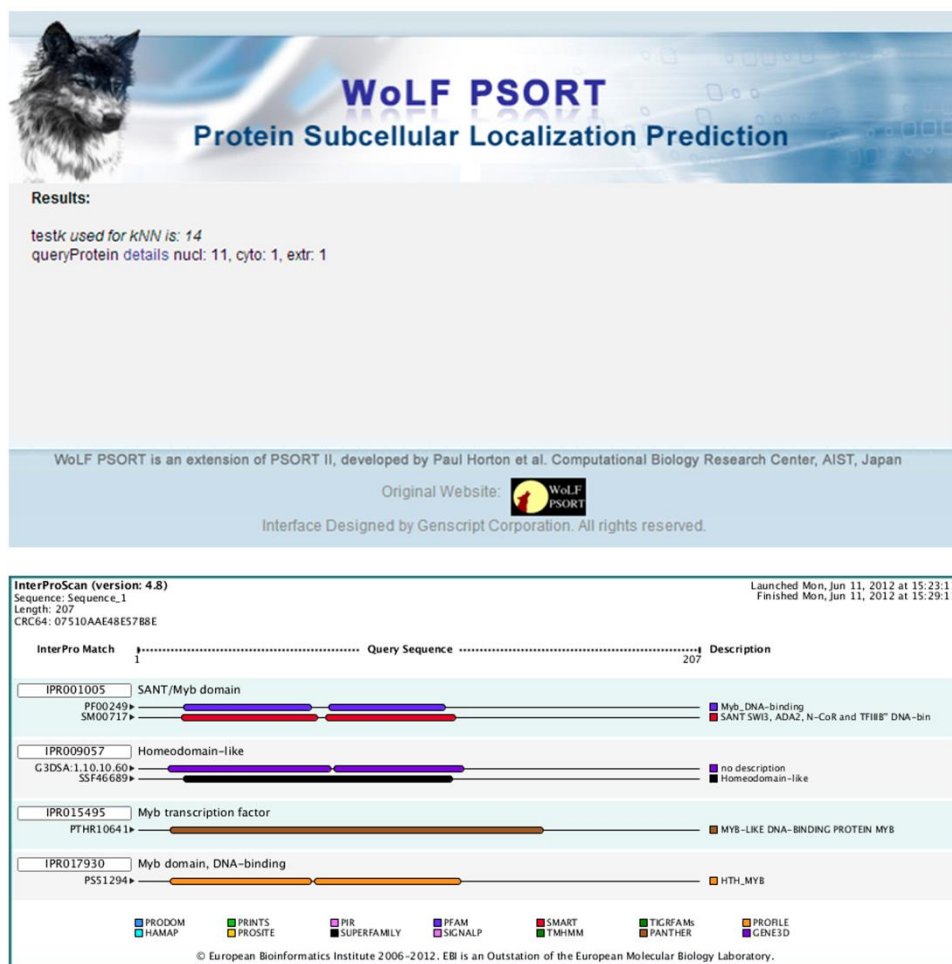 WoLF PSORT
Protein Subcellular Localization Prediction
Results:
testk used for kNN is: 14
queryProtein details nucl: 11, cyto: 1, extr: 1
WoLF PSORT is an extension of PSORT II, developed by Paul Horton et al. Computational Biology Research Center, AIST, Japan
Original Website: WoLF PSORT
Interface Designed by Genscript Corporation. All rights reserved.
InterProScan (version: 4.8) Launched Mon, Jun 11, 2012 at 15:23:1
Sequence: Sequence_1 Finished Mon, Jun 11, 2012 at 15:29:1
Length: 207
CRC64: 07510AAE48E57B8E
InterPro Match Query Sequence Description
1 207
IPR001005 SANT/Myb domain
PF00249 Myb_DNA-binding
SM00717 SANT SWI3, ADA2, N-CoR and TFIIIB" DNA-bin
IPR009057 Homeodomain-like
G3DSA:1.10.10.60 no description
SSF46689 Homeodomain-like
IPR015495 Myb transcription factor
PTHR10641 MYB-LIKE DNA-BINDING PROTEIN MYB
IPR017930 Myb domain, DNA-binding
PS51294 HTH_MYB
PRODOM PRINTS PIR PFAM SMART TIGRFAMs PROFILE
HAMAP PROSITE SUPERFAMILY SIGNALP TMHMM PANTHER GENE3D
© European Bioinformatics Institute 2006-2012. EBI is an Outstation of the European Molecular Biology Laboratory.